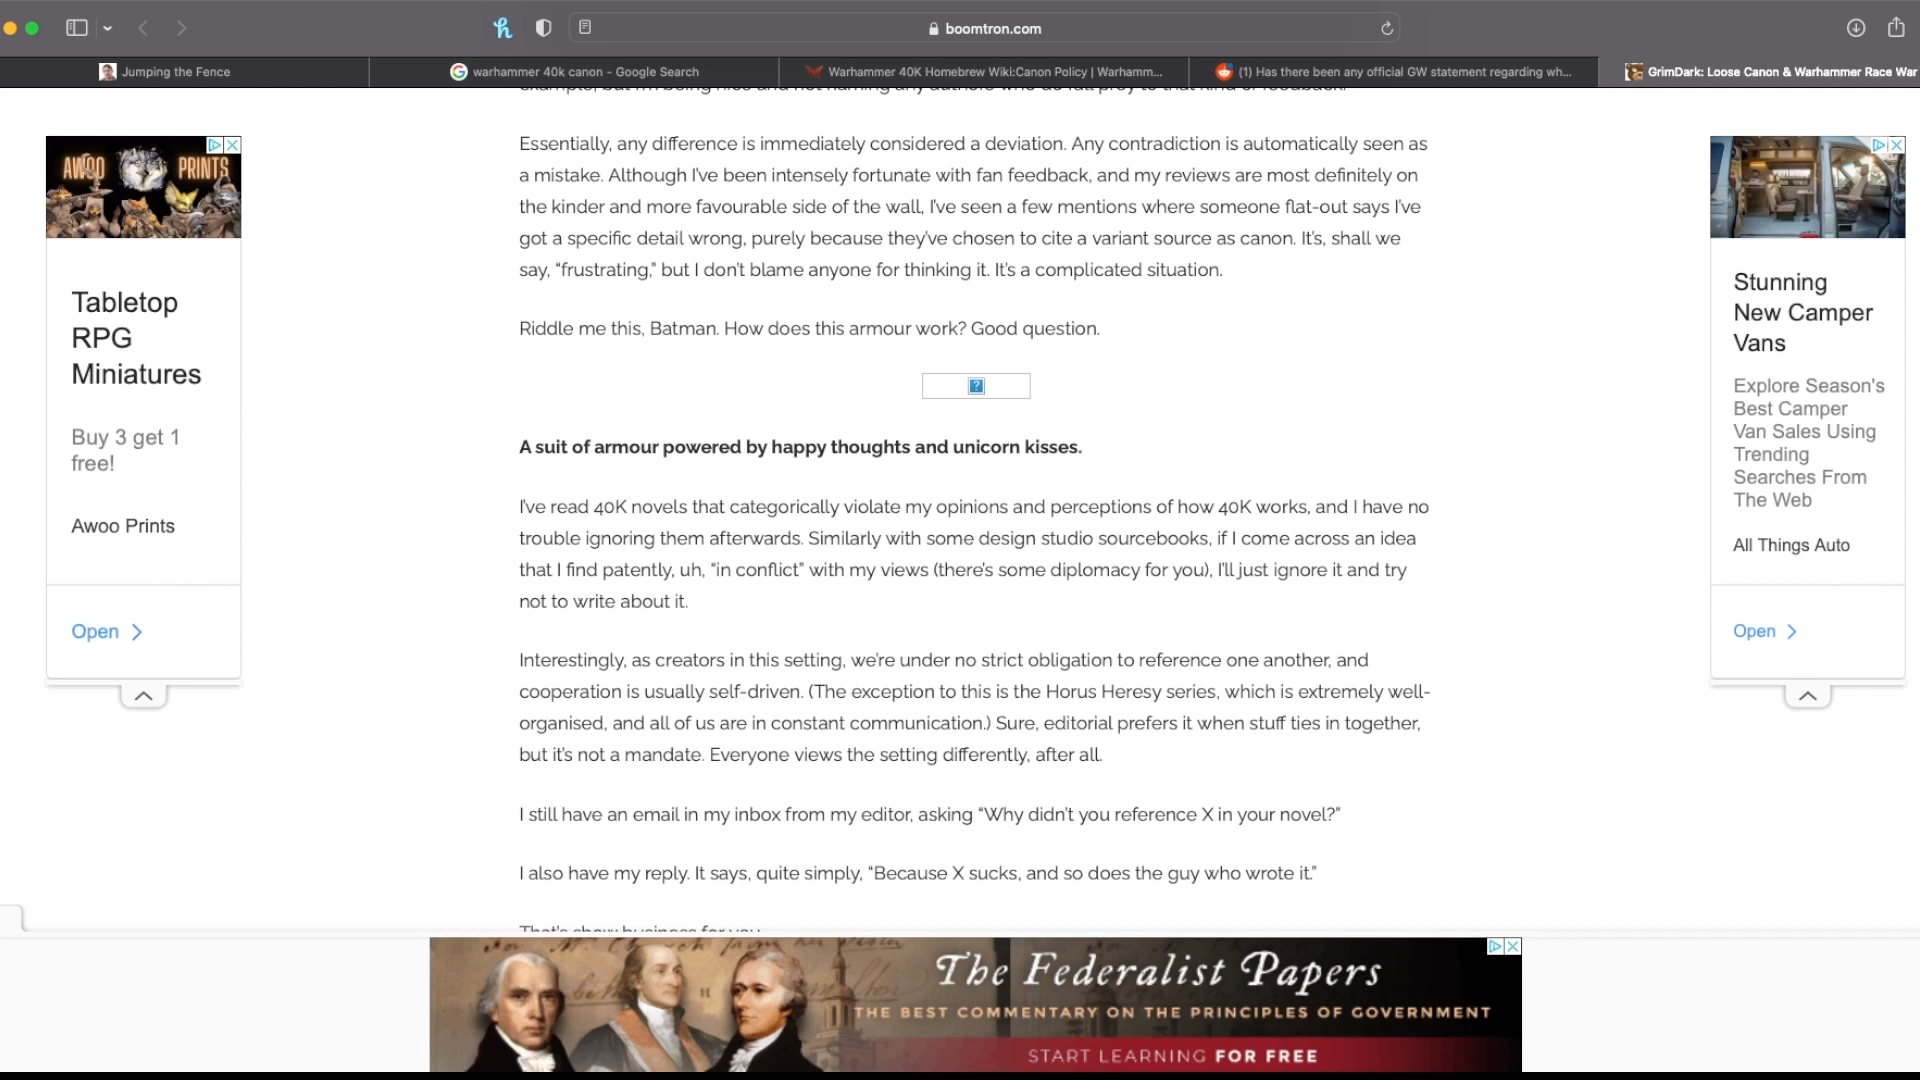 boomtron.com
Jumping the Fence
warhammer 40k canon - Google Search
Warhammer 40K Homebrew Wiki:Canon Policy | Warhamm...
(1) Has there been any official GW statement regarding wh...
GrimDark: Loose Canon & Warhammer Race War
Essentially, any difference is immediately considered a deviation. Any contradiction is automatically seen as
a mistake. Although I've been intensely fortunate with fan feedback, and my reviews are most definitely on
the kinder and more favourable side of the wall, I've seen a few mentions where someone flat-out says I've
got a specific detail wrong, purely because they've chosen to cite a variant source as canon. It's, shall we
say, “frustrating,” but I don't blame anyone for thinking it. It's a complicated situation.
Riddle me this, Batman. How does this armour work? Good question.
A suit of armour powered by happy thoughts and unicorn kisses.
I've read 40K novels that categorically violate my opinions and perceptions of how 40K works, and I have no
trouble ignoring them afterwards. Similarly with some design studio sourcebooks, if I come across an idea
that I find patently, uh, “in conflict” with my views (there's some diplomacy for you), I'll just ignore it and try
not to write about it.
Interestingly, as creators in this setting, we're under no strict obligation to reference one another, and
cooperation is usually self-driven. (The exception to this is the Horus Heresy series, which is extremely well-
organised, and all of us are in constant communication.) Sure, editorial prefers it when stuff ties in together,
but it's not a mandate. Everyone views the setting differently, after all.
I still have an email in my inbox from my editor, asking “Why didn't you reference X in your novel?”
I also have my reply. It says, quite simply, “Because X sucks, and so does the guy who wrote it.”
That's show business for you.
AWOO PRINTS
Tabletop
RPG
Miniatures
Buy 3 get 1
free!
Awoo Prints
Open
Stunning
New Camper
Vans
Explore Season's
Best Camper
Van Sales Using
Trending
Searches From
The Web
All Things Auto
Open
The Federalist Papers
THE BEST COMMENTARY ON THE PRINCIPLES OF GOVERNMENT
START LEARNING FOR FREE